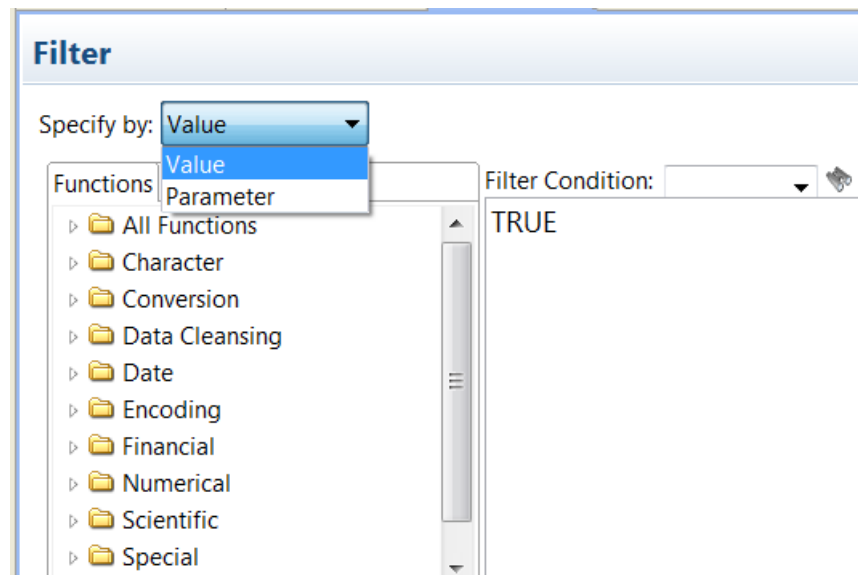 Filter
Specify by: Value
Value
Parameter
Functions
All Functions
Character
Conversion
Data Cleansing
Date
Encoding
Financial
Numerical
Scientific
Special
Filter Condition:
TRUE